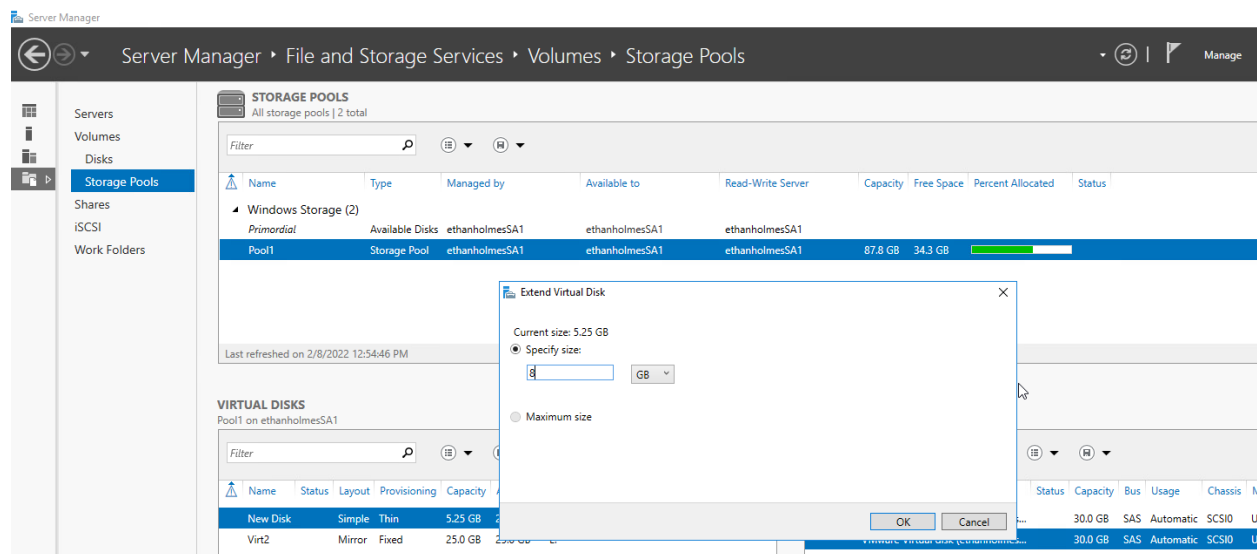 Server Manager
Server Manager ‣ File and Storage Services ‣ Volumes ‣ Storage Pools
Manage
Servers
Volumes
Disks
Storage Pools
Shares
iSCSI
Work Folders
STORAGE POOLS
All storage pools | 2 total
Filter
Name Type Managed by Available to Read-Write Server Capacity Free Space Percent Allocated Status
Windows Storage (2)
Primordial Available Disks ethanholmesSA1 ethanholmesSA1 ethanholmesSA1
Pool1 Storage Pool ethanholmesSA1 ethanholmesSA1 ethanholmesSA1 87.8 GB 34.3 GB
Last refreshed on 2/8/2022 12:54:46 PM
Extend Virtual Disk
Current size: 5.25 GB
Specify size:
8 GB
Maximum size
OK Cancel
VIRTUAL DISKS
Pool1 on ethanholmesSA1
Filter
Name Status Layout Provisioning Capacity
New Disk Simple Thin 5.25 GB
Virt2 Mirror Fixed 25.0 GB
Status Capacity Bus Usage Chassis
30.0 GB SAS Automatic SCSI0
30.0 GB SAS Automatic SCSI0